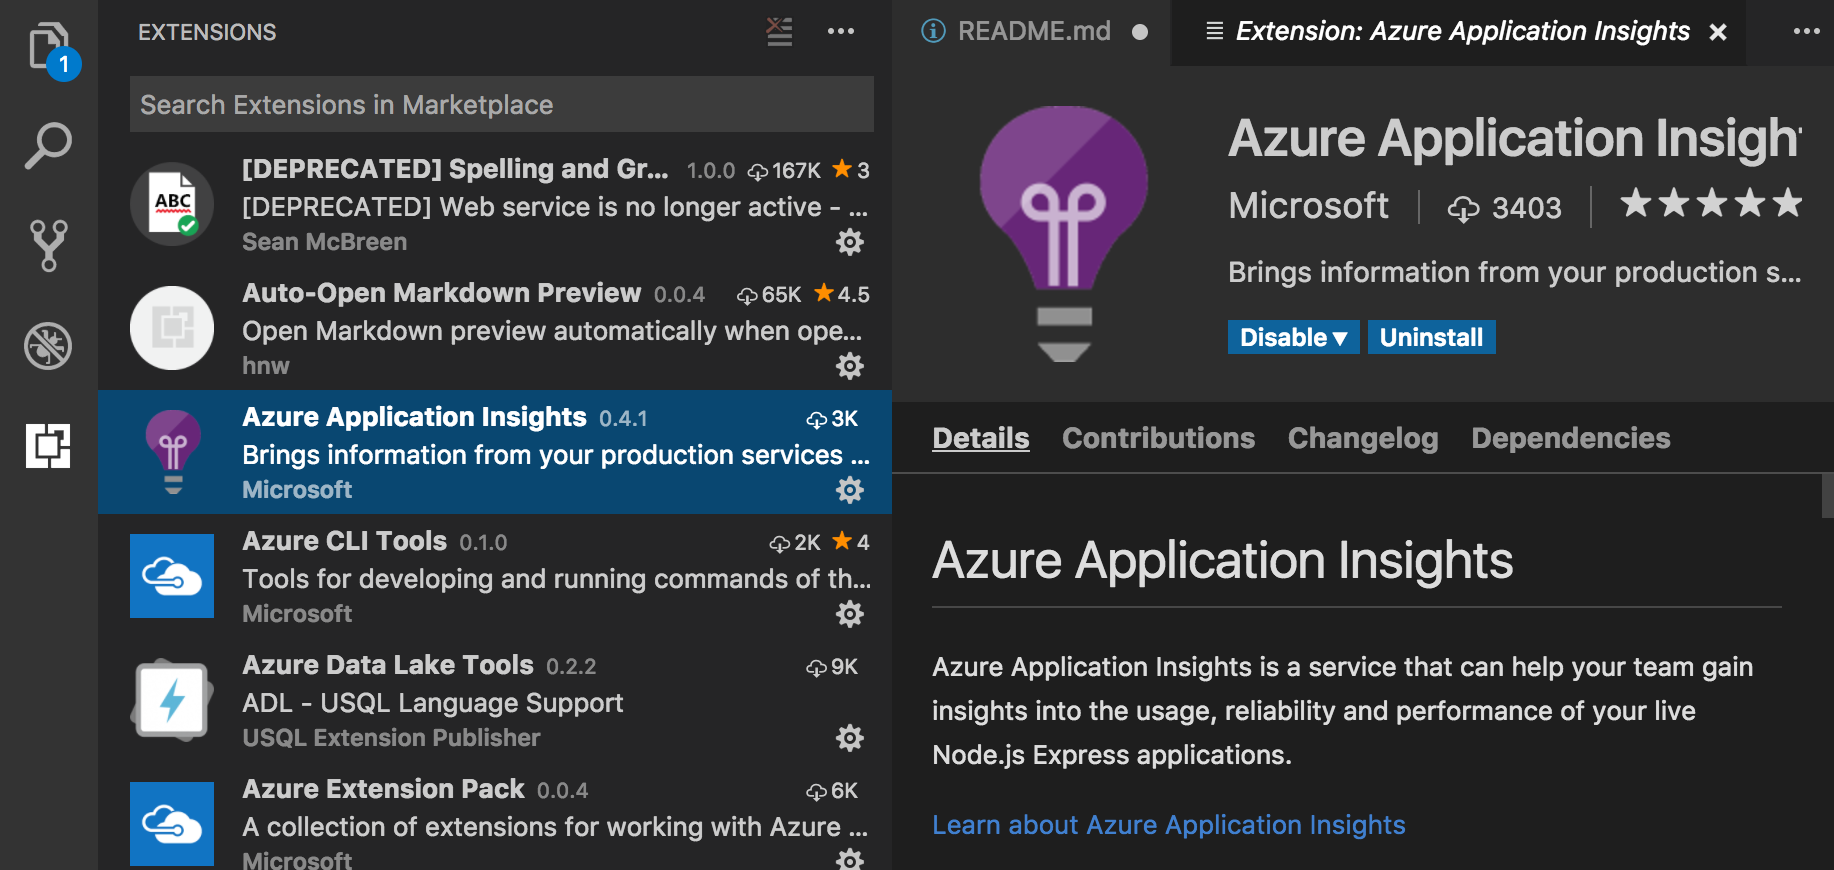 EXTENSIONS
Search Extensions in Marketplace
[DEPRECATED] Spelling and Gr... 1.0.0 167K 3
[DEPRECATED] Web service is no longer active - ...
Sean McBreen
Auto-Open Markdown Preview 0.0.4 65K 4.5
Open Markdown preview automatically when ope...
hnw
Azure Application Insights 0.4.1 3K
Brings information from your production services ...
Microsoft
Azure CLI Tools 0.1.0 2K 4
Tools for developing and running commands of th...
Microsoft
Azure Data Lake Tools 0.2.2 9K
ADL - USQL Language Support
USQL Extension Publisher
Azure Extension Pack 0.0.4 6K
A collection of extensions for working with Azure ...
Microsoft
1
ABC
README.md
Extension: Azure Application Insights
Azure Application Insigh
Microsoft 3403
Brings information from your production s...
Disable Uninstall
Details Contributions Changelog Dependencies
Azure Application Insights
Azure Application Insights is a service that can help your team gain
insights into the usage, reliability and performance of your live
Node.js Express applications.
Learn about Azure Application Insights